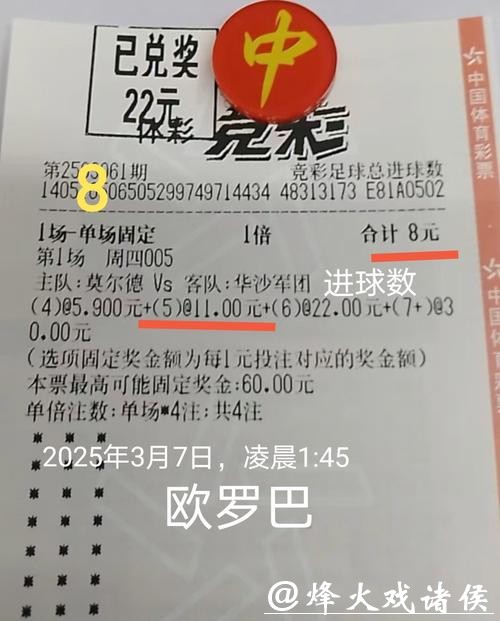 已兑奖
22元
中
体彩
竞彩
中国体育彩票
第25 061期
竞彩足球总进球数
8
1405 06505299749714434 48313173 E81A0502
1场-单场固定 1倍 合计 8元
第1场 周四005
主队:莫尔德 Vs 客队:华沙军团
进球数
(4)@5.900元+(5)@11.00元+(6)@22.00元+(7+)@3
0.00元
(选项固定奖金额为每1元投注对应的奖金额)
本票最高可能固定奖金:60.00元
单倍注数:单场*4注:共4注
2025年3月7日，凌晨1:45
欧罗巴
中国体育彩票
@烽火戏诸侯